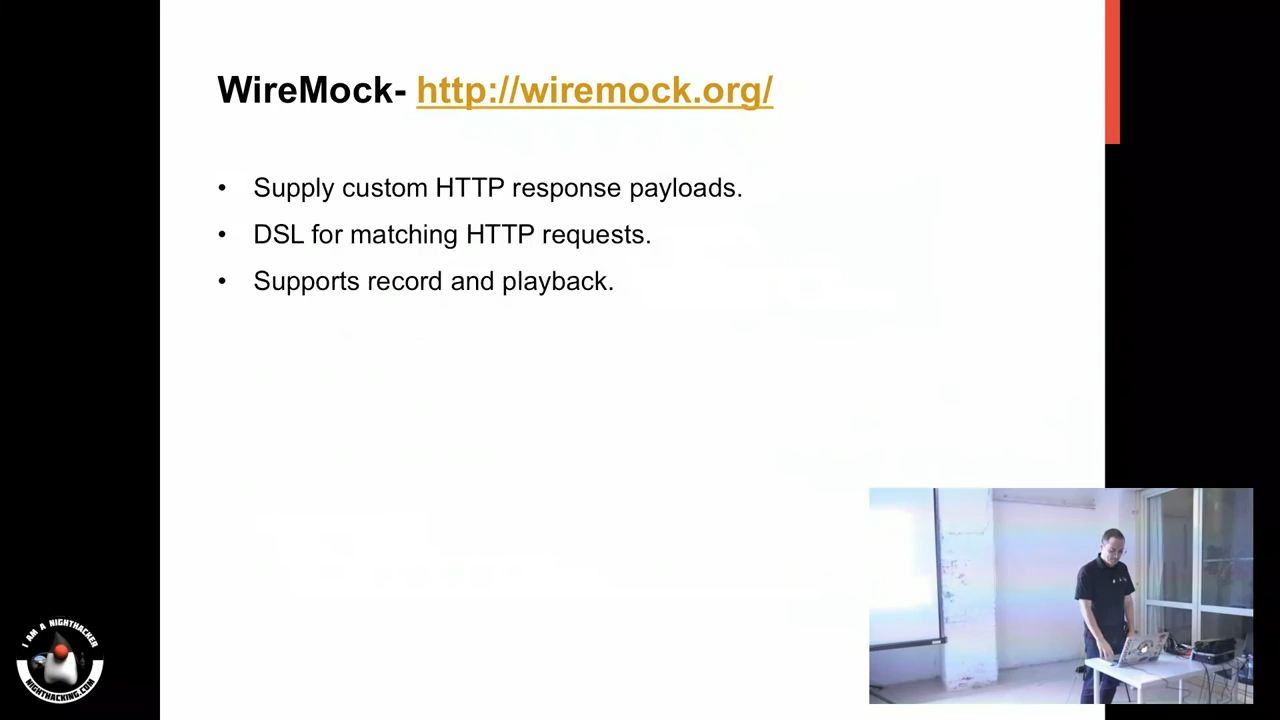 WireMock- http://wiremock.org/
• Supply custom HTTP response payloads.
• DSL for matching HTTP requests.
• Supports record and playback.
I AM A NIGHTHACKER
NIGHTHACKING.COM